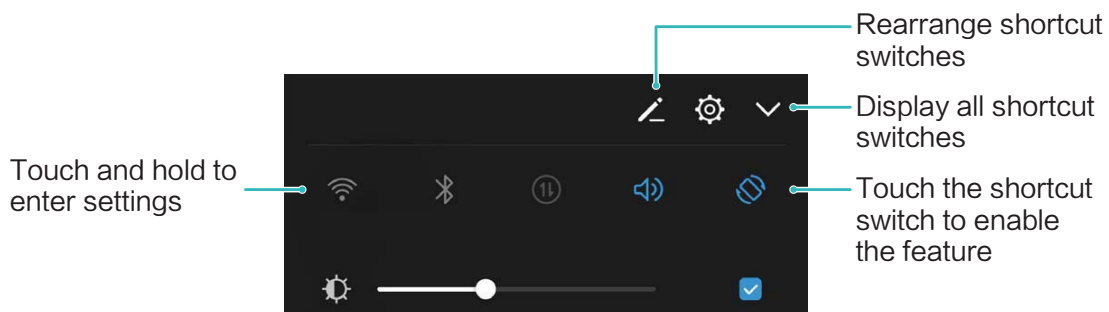 Rearrange shortcut
switches
Display all shortcut
switches
Touch and hold to
enter settings
Touch the shortcut
switch to enable
the feature